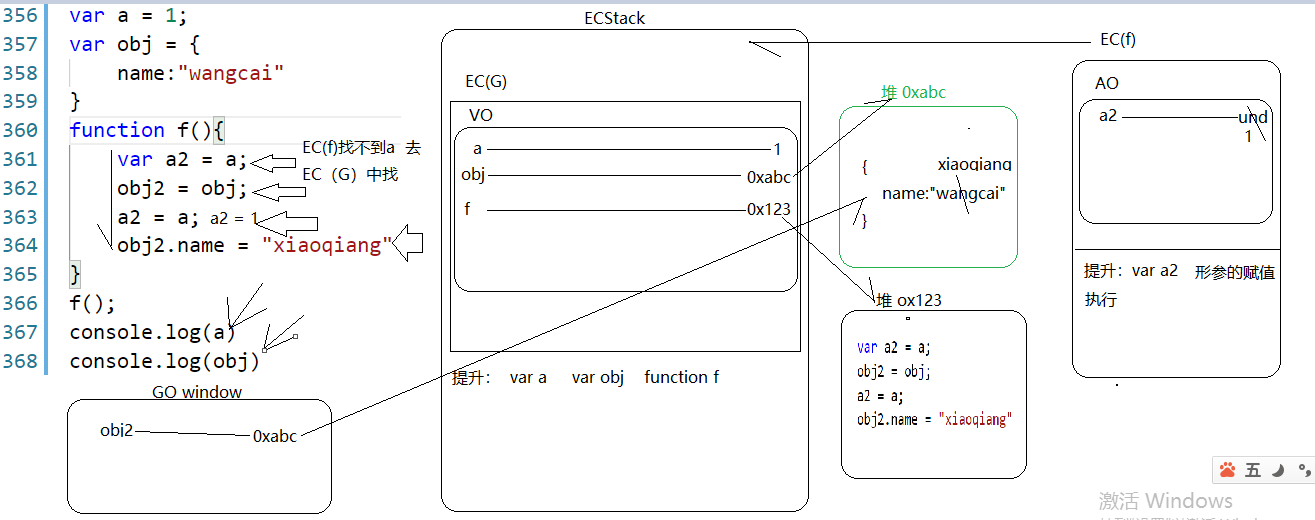 356 var a = 1;
357 var obj = {
358 name:"wangcai"
359 }
360 function f(){
361 var a2 = a;
362 obj2 = obj;
363 a2 = a; a2 = 1
364 obj2.name = "xiaoqiang"
365 }
366 f();
367 console.log(a)
368 console.log(obj)
EC(f)找不到a 去
EC（G）中找
GO window
obj2 0xabc
ECStack
EC(G)
VO
a 1
obj 0xabc
f 0x123
提升： var a var obj function f
堆 0xabc
{
xiaoqiang
name:"wangcai"
}
堆 ox123
var a2 = a;
obj2 = obj;
a2 = a;
obj2.name = "xiaoqiang"
EC(f)
AO
a2 und
1
提升：var a2 形参的赋值
执行
五
激活 Windows